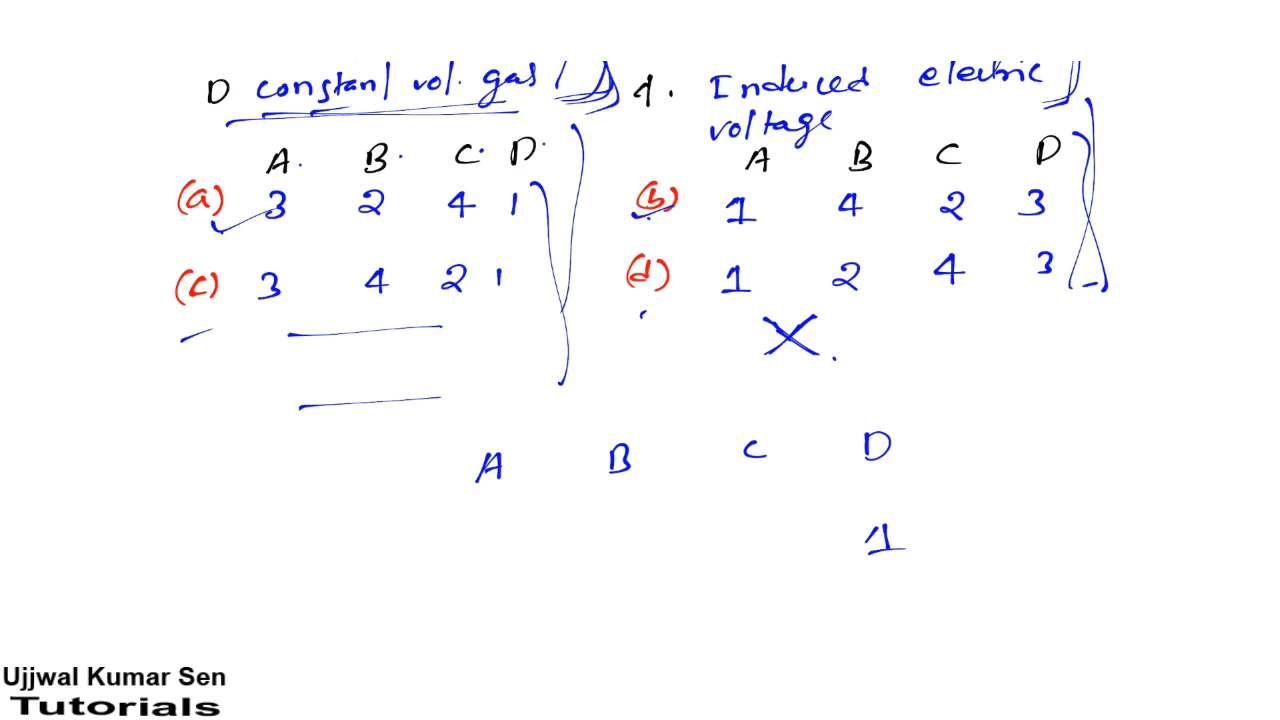 D constant vol. gas 4. Induced electric
voltage
A. B. C. D. A B C D
(a) 3 2 4 1 (b) 1 4 2 3
(c) 3 4 2 1 (d) 1 2 4 3
A B C D
1
Ujjwal Kumar Sen
Tutorials